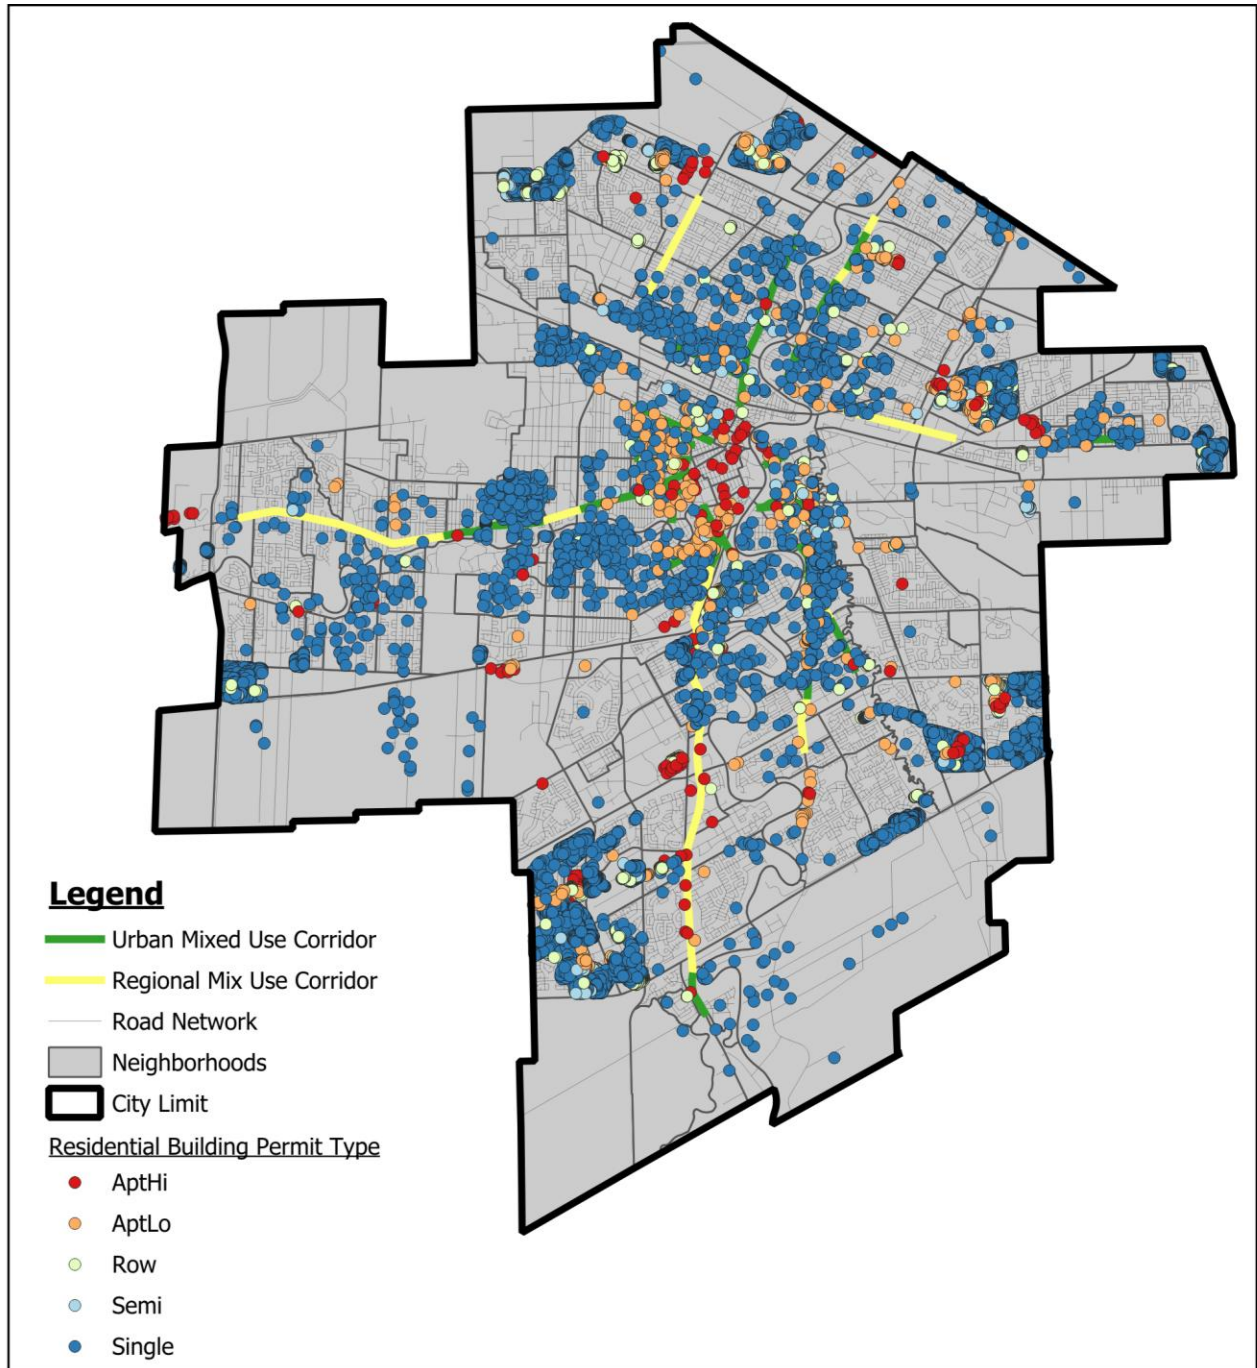 Legend
Urban Mixed Use Corridor
Regional Mix Use Corridor
Road Network
Neighborhoods
City Limit
Residential Building Permit Type
AptHi
AptLo
Row
Semi
Single